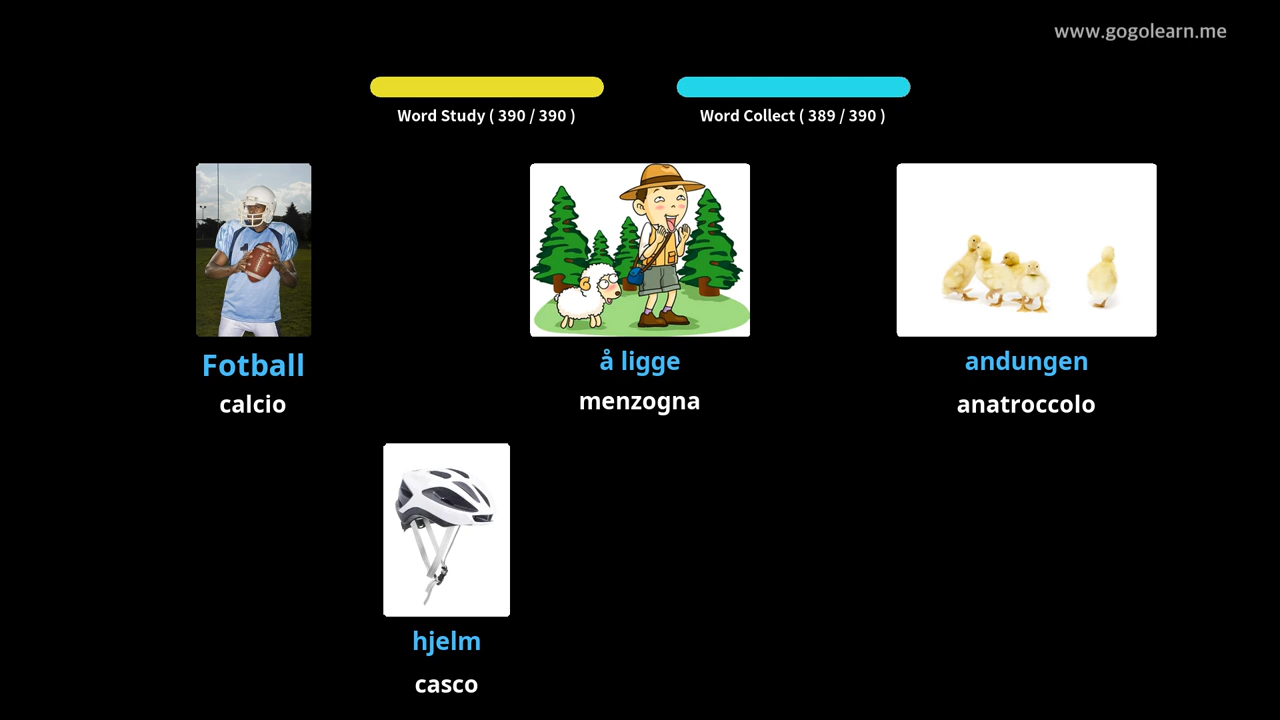 www.gogolearn.me
Word Study ( 390 / 390 )
Word Collect ( 389 / 390 )
Fotball
calcio
å ligge
menzogna
andungen
anatroccolo
hjelm
casco